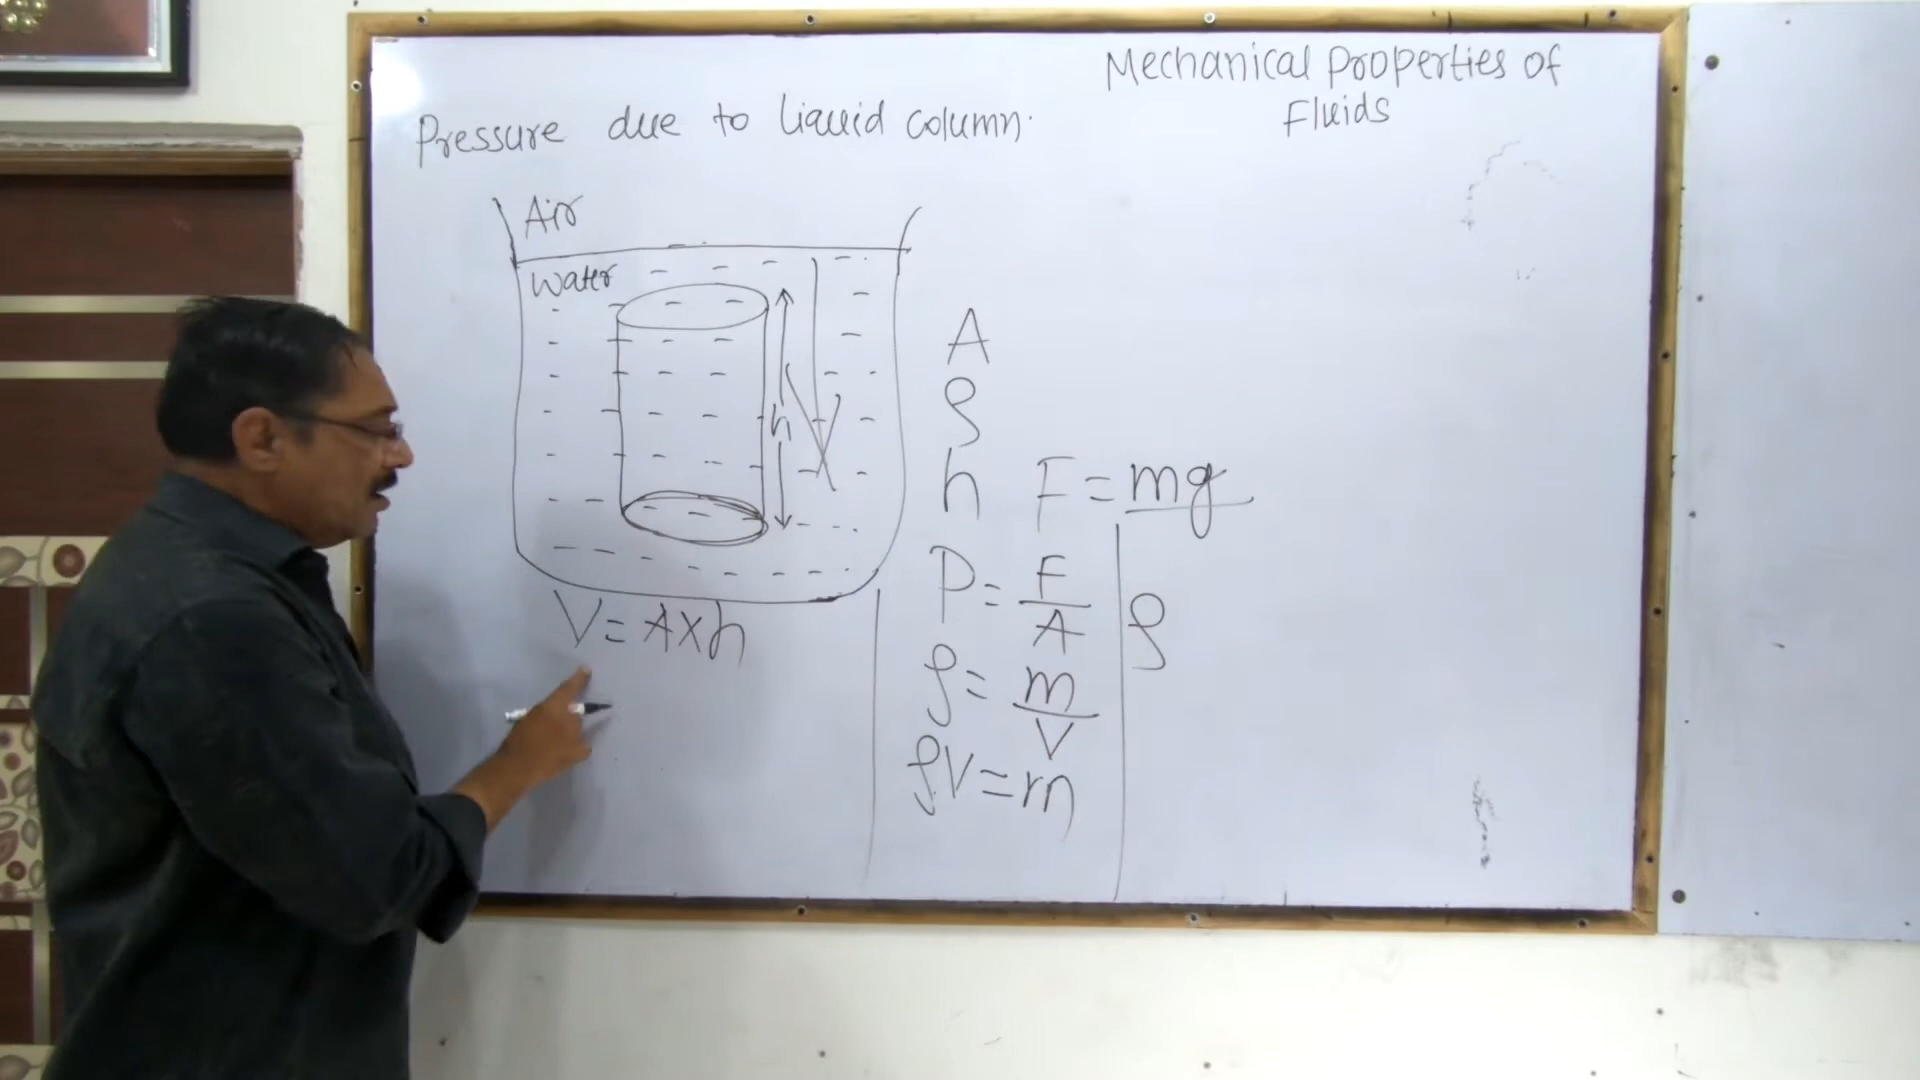 Mechanical Properties of
Fluids
Pressure due to liquid column.
Air
Water
h
A
ρ
h
F = mg
P = F/A
ρ
V = A×h
ρ = m/V
ρV = m